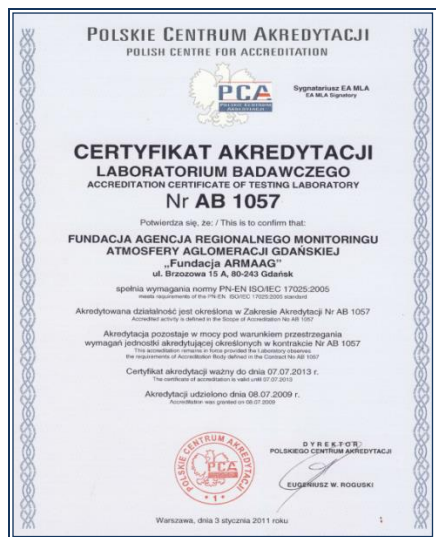 POLSKIE CENTRUM AKREDYTACJI
POLISH CENTRE FOR ACCREDITATION
PCA
POLSKIE CENTRUM
AKREDYTACJI
Sygnatariusz EA MLA
EA MLA Signatory
CERTYFIKAT AKREDYTACJI
LABORATORIUM BADAWCZEGO
ACCREDITATION CERTIFICATE OF TESTING LABORATORY
Nr AB 1057
Potwierdza się, że: / This is to confirm that:
FUNDACJA AGENCJA REGIONALNEGO MONITORINGU
ATMOSFERY AGLOMERACJI GDAŃSKIEJ
„Fundacja ARMAAG”
ul. Brzozowa 15 A, 80-243 Gdańsk
spełnia wymagania normy PN-EN ISO/IEC 17025:2005
meets requirements of the PN-EN ISO/IEC 17025:2005 standard
Akredytowana działalność jest określona w Zakresie Akredytacji Nr AB 1057
Accredited activity is defined in the Scope of Accreditation No AB 1057
Akredytacja pozostaje w mocy pod warunkiem przestrzegania
wymagań jednostki akredytującej określonych w kontrakcie Nr AB 1057
This accreditation remains in force provided the Laboratory observes
the requirements of Accreditation Body defined in the Contract No AB 1057
Certyfikat akredytacji ważny do dnia 07.07.2013 r.
The certificate of accreditation is valid until 07.07.2013
Akredytacji udzielono dnia 08.07.2009 r.
Accreditation was granted on 08.07.2009
POLSKIE CENTRUM AKREDYTACJI
PCA
1
DYREKTOR
POLSKIEGO CENTRUM AKREDYTACJI
EUGENIUSZ W. ROGUSKI
Warszawa, dnia 3 stycznia 2011 roku